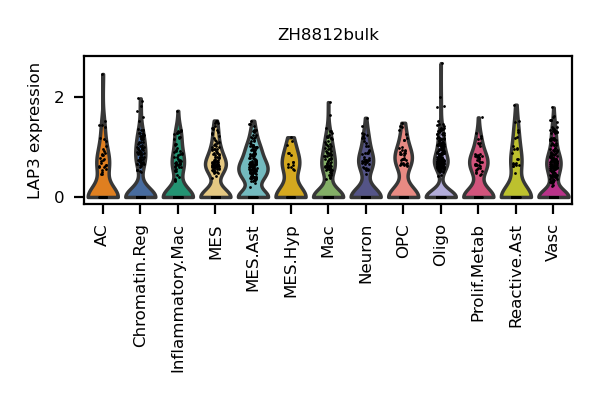 ZH8812bulk
LAP3 expression
2
0
AC
Chromatin.Reg
Inflammatory.Mac
MES
MES.Ast
MES.Hyp
Mac
Neuron
OPC
Oligo
Prolif.Metab
Reactive.Ast
Vasc